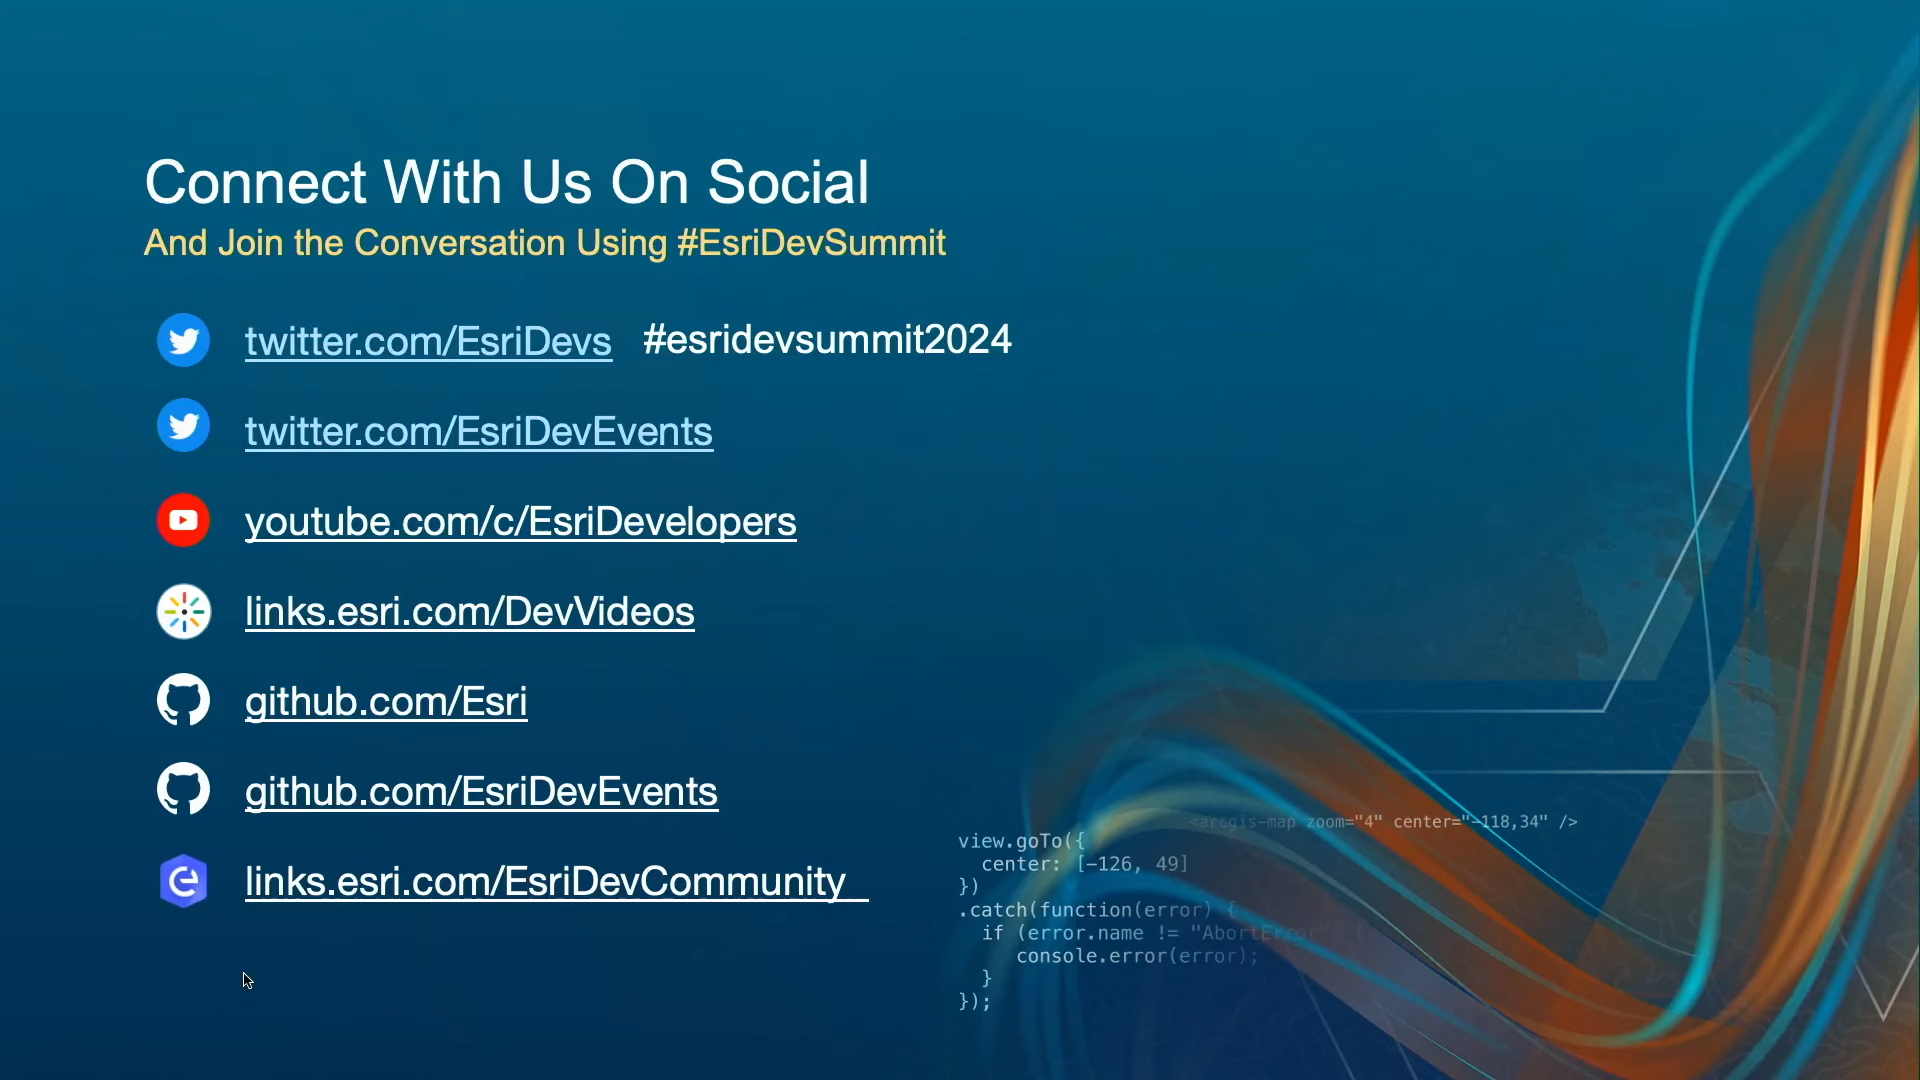 Connect With Us On Social
And Join the Conversation Using #EsriDevSummit
twitter.com/EsriDevs #esridevsummit2024
twitter.com/EsriDevEvents
youtube.com/c/EsriDevelopers
links.esri.com/DevVideos
github.com/Esri
github.com/EsriDevEvents
links.esri.com/EsriDevCommunity
<arcgis-map zoom="4" center="-118,34" />
view.goTo({
center: [-126, 49]
})
.catch(function(error) {
if (error.name != "AbortError") {
console.error(error);
}
});